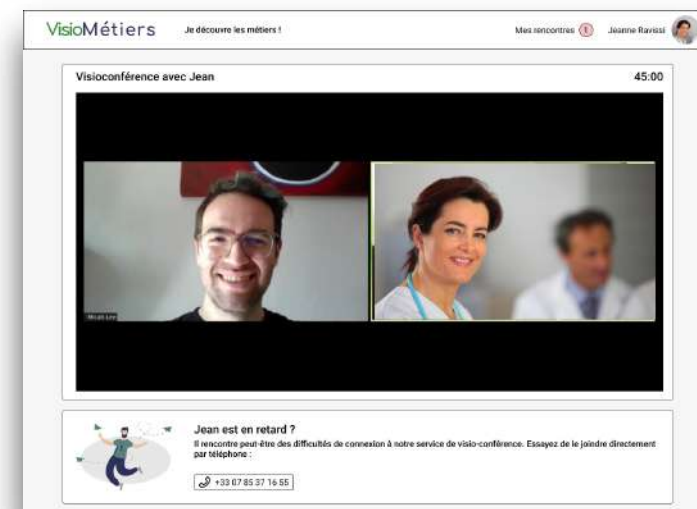 VisioMétiers
Je découvre les métiers !
Mes rencontres 1
Jeanne Ravissi
Visioconférence avec Jean
45:00
Jean est en retard ?
Il rencontre peut-être des difficultés de connexion à notre service de visio-conférence. Essayez de le joindre directement
par téléphone :
+33 07 85 37 16 55